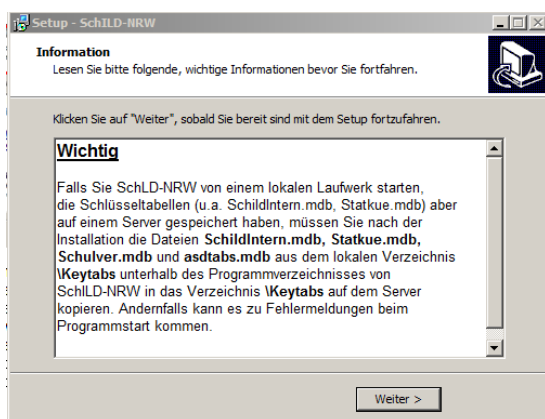 Setup - SchILD-NRW
Information
Lesen Sie bitte folgende, wichtige Informationen bevor Sie fortfahren.
Klicken Sie auf "Weiter", sobald Sie bereit sind mit dem Setup fortzufahren.
Wichtig
Falls Sie SchLD-NRW von einem lokalen Laufwerk starten,
die Schlüsseltabellen (u.a. SchildIntern.mdb, Statkue.mdb) aber
auf einem Server gespeichert haben, müssen Sie nach der
Installation die Dateien SchildIntern.mdb, Statkue.mdb,
Schulver.mdb und asdtabs.mdb aus dem lokalen Verzeichnis
\Keytabs unterhalb des Programmverzeichnisses von
SchILD-NRW in das Verzeichnis \Keytabs auf dem Server
kopieren. Andernfalls kann es zu Fehlermeldungen beim
Programmstart kommen.
Weiter >